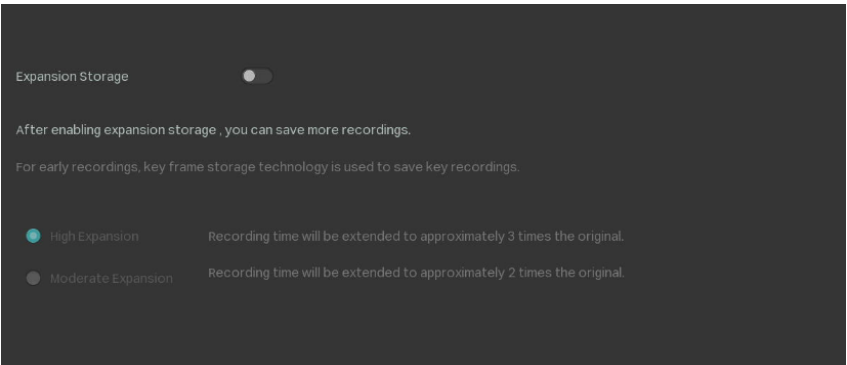 Expansion Storage
After enabling expansion storage , you can save more recordings.
For early recordings, key frame storage technology is used to save key recordings.
High Expansion Recording time will be extended to approximately 3 times the original.
Moderate Expansion Recording time will be extended to approximately 2 times the original.